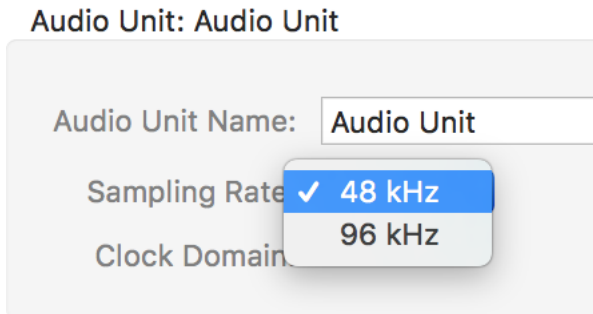 Audio Unit: Audio Unit
Audio Unit Name: Audio Unit
Sampling Rate ✓ 48 kHz
96 kHz
Clock Domain